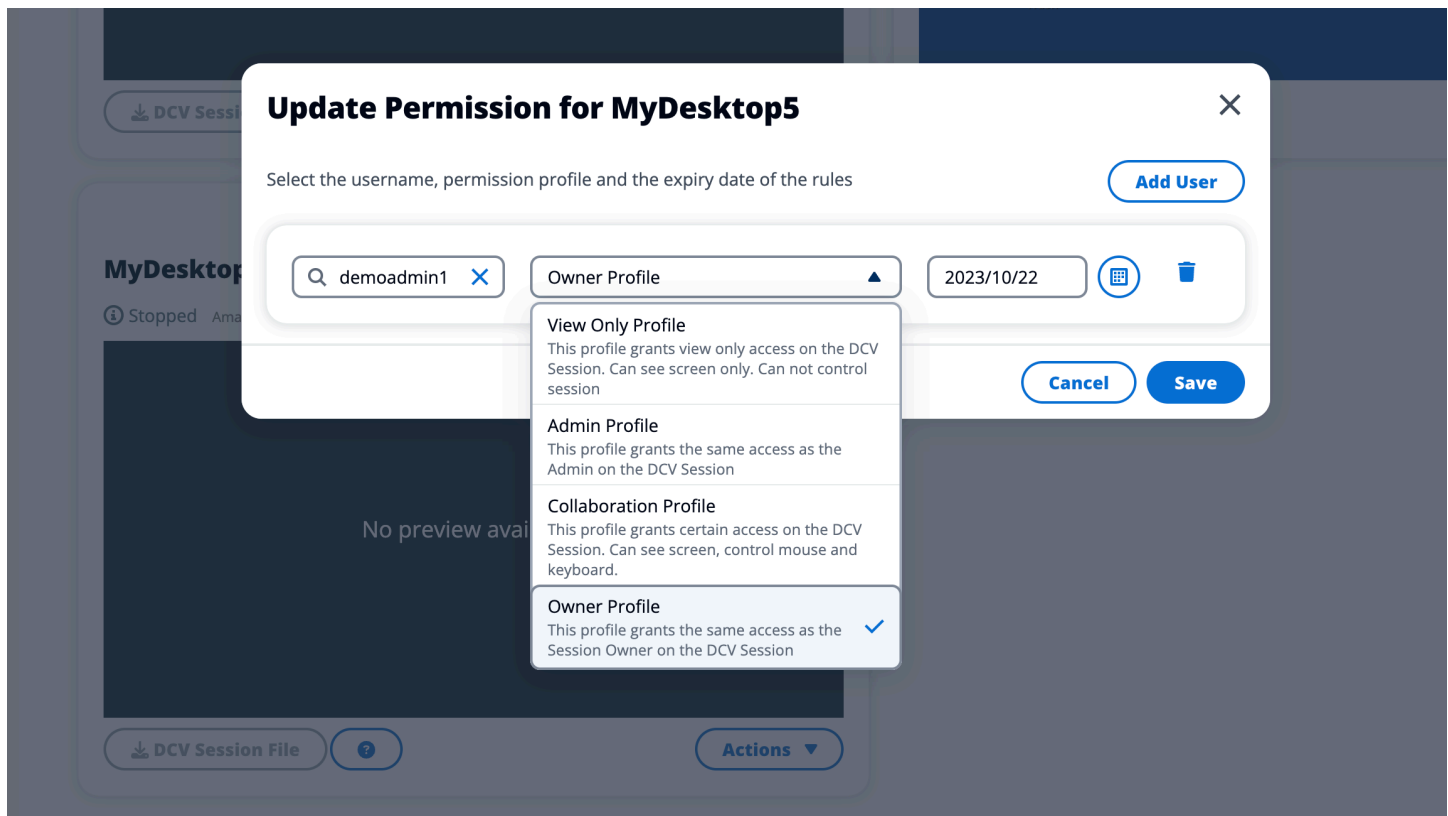 DCV Sessi
Update Permission for MyDesktop5
Select the username, permission profile and the expiry date of the rules
Add User
demoadmin1
Owner Profile
2023/10/22
View Only Profile
This profile grants view only access on the DCV
Session. Can see screen only. Can not control
session
Admin Profile
This profile grants the same access as the
Admin on the DCV Session
Collaboration Profile
This profile grants certain access on the DCV
Session. Can see screen, control mouse and
keyboard.
Owner Profile
This profile grants the same access as the
Session Owner on the DCV Session
Cancel
Save
MyDesktop
Stopped Ama
No preview avai
DCV Session File
?
Actions